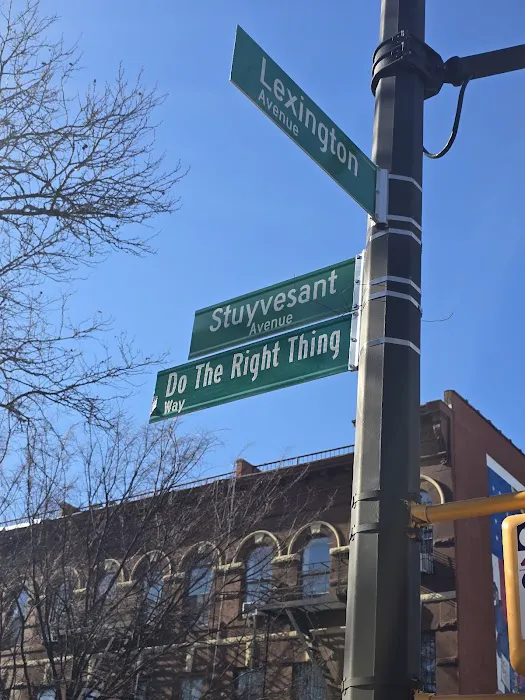 Lexington
Avenue
Stuyvesant
Avenue
Do The Right Thing
Way